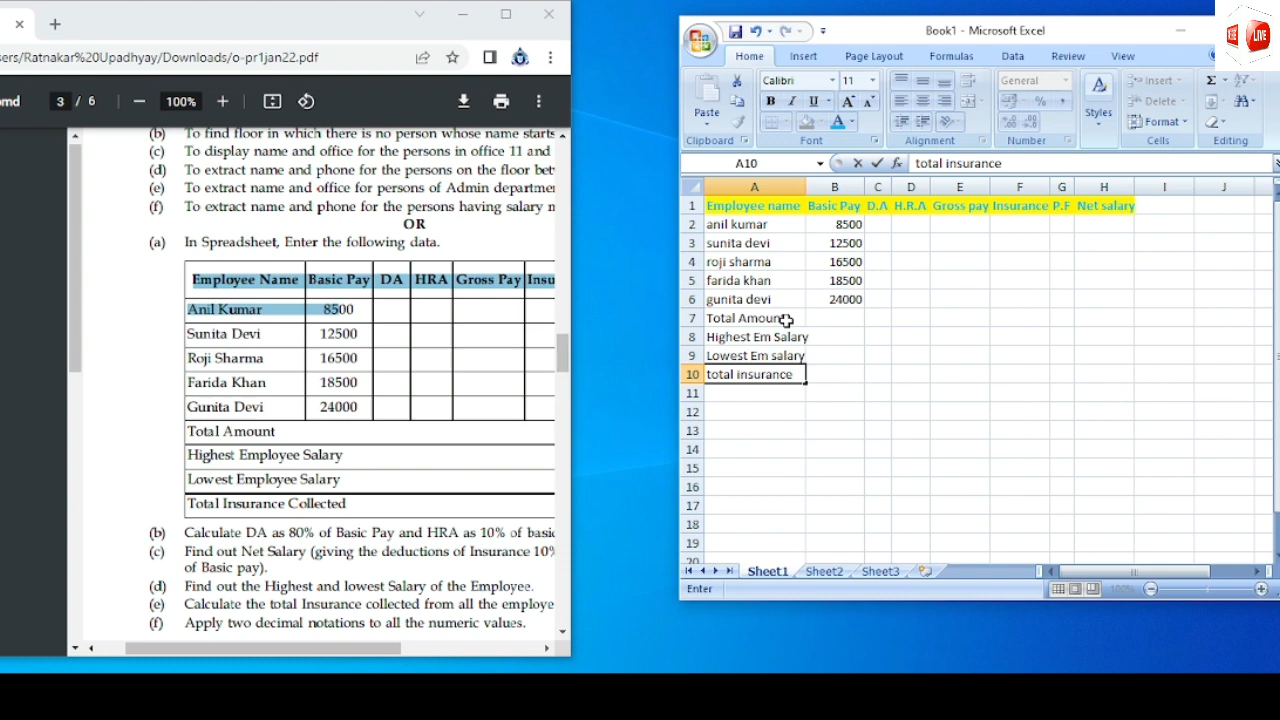 Book1 - Microsoft Excel
ers/Ratnakar%20Upadhyay/Downloads/o-pr1jan22.pdf
Home Insert Page Layout Formulas Data Review View
omd 3 / 6 100%
Calibri 11 General
Paste B I U Styles
Insert
Delete
Format
Clipboard Font Alignment Number Cells Editing
A10 fx total insurance
(b) To find floor in which there is no person whose name starts
(c) To display name and office for the persons in office 11 and
(d) To extract name and phone for the persons on the floor bet
(e) To extract name and office for persons of Admin departme
(f) To extract name and phone for the persons having salary m
OR
(a) In Spreadsheet, Enter the following data.
Employee Name Basic Pay DA HRA Gross Pay Insu
Anil Kumar 8500
Sunita Devi 12500
Roji Sharma 16500
Farida Khan 18500
Gunita Devi 24000
Total Amount
Highest Employee Salary
Lowest Employee Salary
Total Insurance Collected
(b) Calculate DA as 80% of Basic Pay and HRA as 10% of basic
(c) Find out Net Salary (giving the deductions of Insurance 10%
of Basic pay).
(d) Find out the Highest and lowest Salary of the Employee.
(e) Calculate the total Insurance collected from all the employe
(f) Apply two decimal notations to all the numeric values.
A B C D E F G H I J
1 Employee name Basic Pay D.A H.R.A Gross pay Insurance P.F Net salary
2 anil kumar 8500
3 sunita devi 12500
4 roji sharma 16500
5 farida khan 18500
6 gunita devi 24000
7 Total Amount
8 Highest Em Salary
9 Lowest Em salary
10 total insurance
11
12
13
14
15
16
17
18
19
20
Sheet1 Sheet2 Sheet3
Enter 100%
LIVE